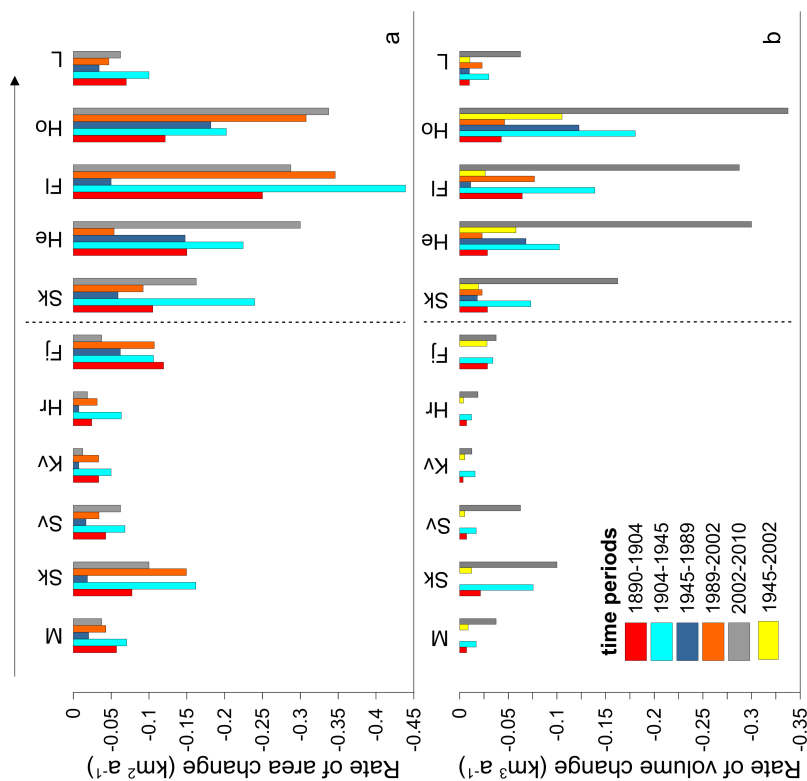 L
Ho
Fl
He
Sk
Fj
Hr
Kv
Sv
Sk
M
a
0
-0.05
-0.1
-0.15
-0.2
-0.25
-0.3
-0.35
-0.45
Rate of area change (km² a⁻¹)
L
Ho
Fl
He
Sk
Fj
Hr
Kv
Sv
Sk
M
b
0
-0.05
-0.1
-0.15
-0.2
-0.25
-0.3
-0.35
Rate of volume change (km³ a⁻¹)
time periods
1890-1904
1904-1945
1945-1989
1989-2002
2002-2010
1945-2002